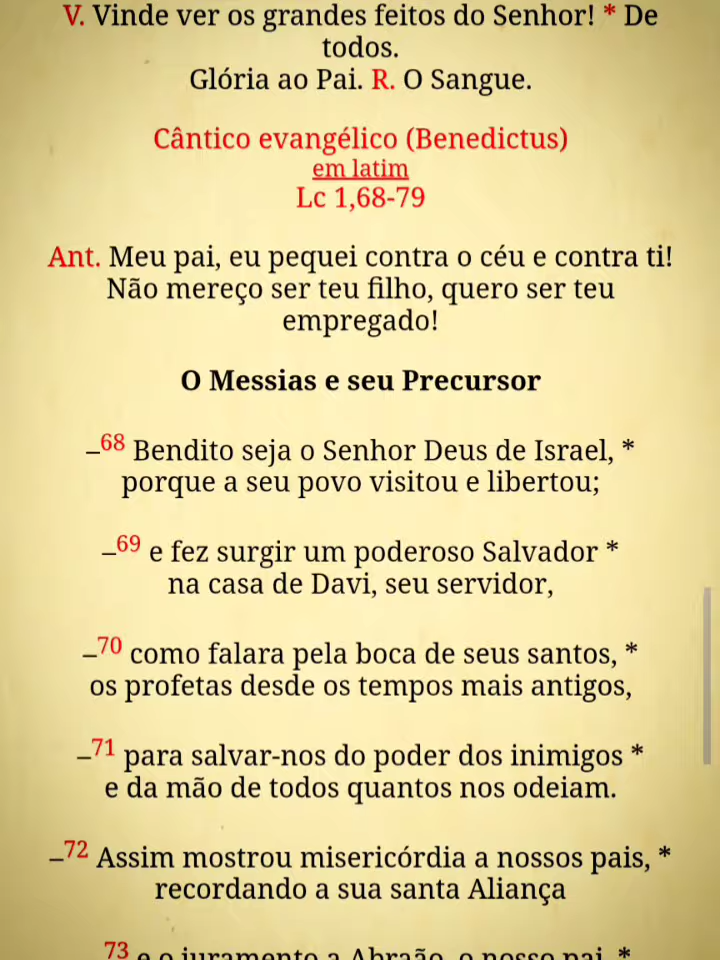 V. Vinde ver os grandes feitos do Senhor! * De
todos.
Glória ao Pai. R. O Sangue.
Cântico evangélico (Benedictus)
em latim
Lc 1,68-79
Ant. Meu pai, eu pequei contra o céu e contra ti!
Não mereço ser teu filho, quero ser teu
empregado!
O Messias e seu Precursor
–68 Bendito seja o Senhor Deus de Israel, *
porque a seu povo visitou e libertou;
–69 e fez surgir um poderoso Salvador *
na casa de Davi, seu servidor,
–70 como falara pela boca de seus santos, *
os profetas desde os tempos mais antigos,
–71 para salvar-nos do poder dos inimigos *
e da mão de todos quantos nos odeiam.
–72 Assim mostrou misericórdia a nossos pais, *
recordando a sua santa Aliança
73 e o juramento a Abraão, o nosso pai, *